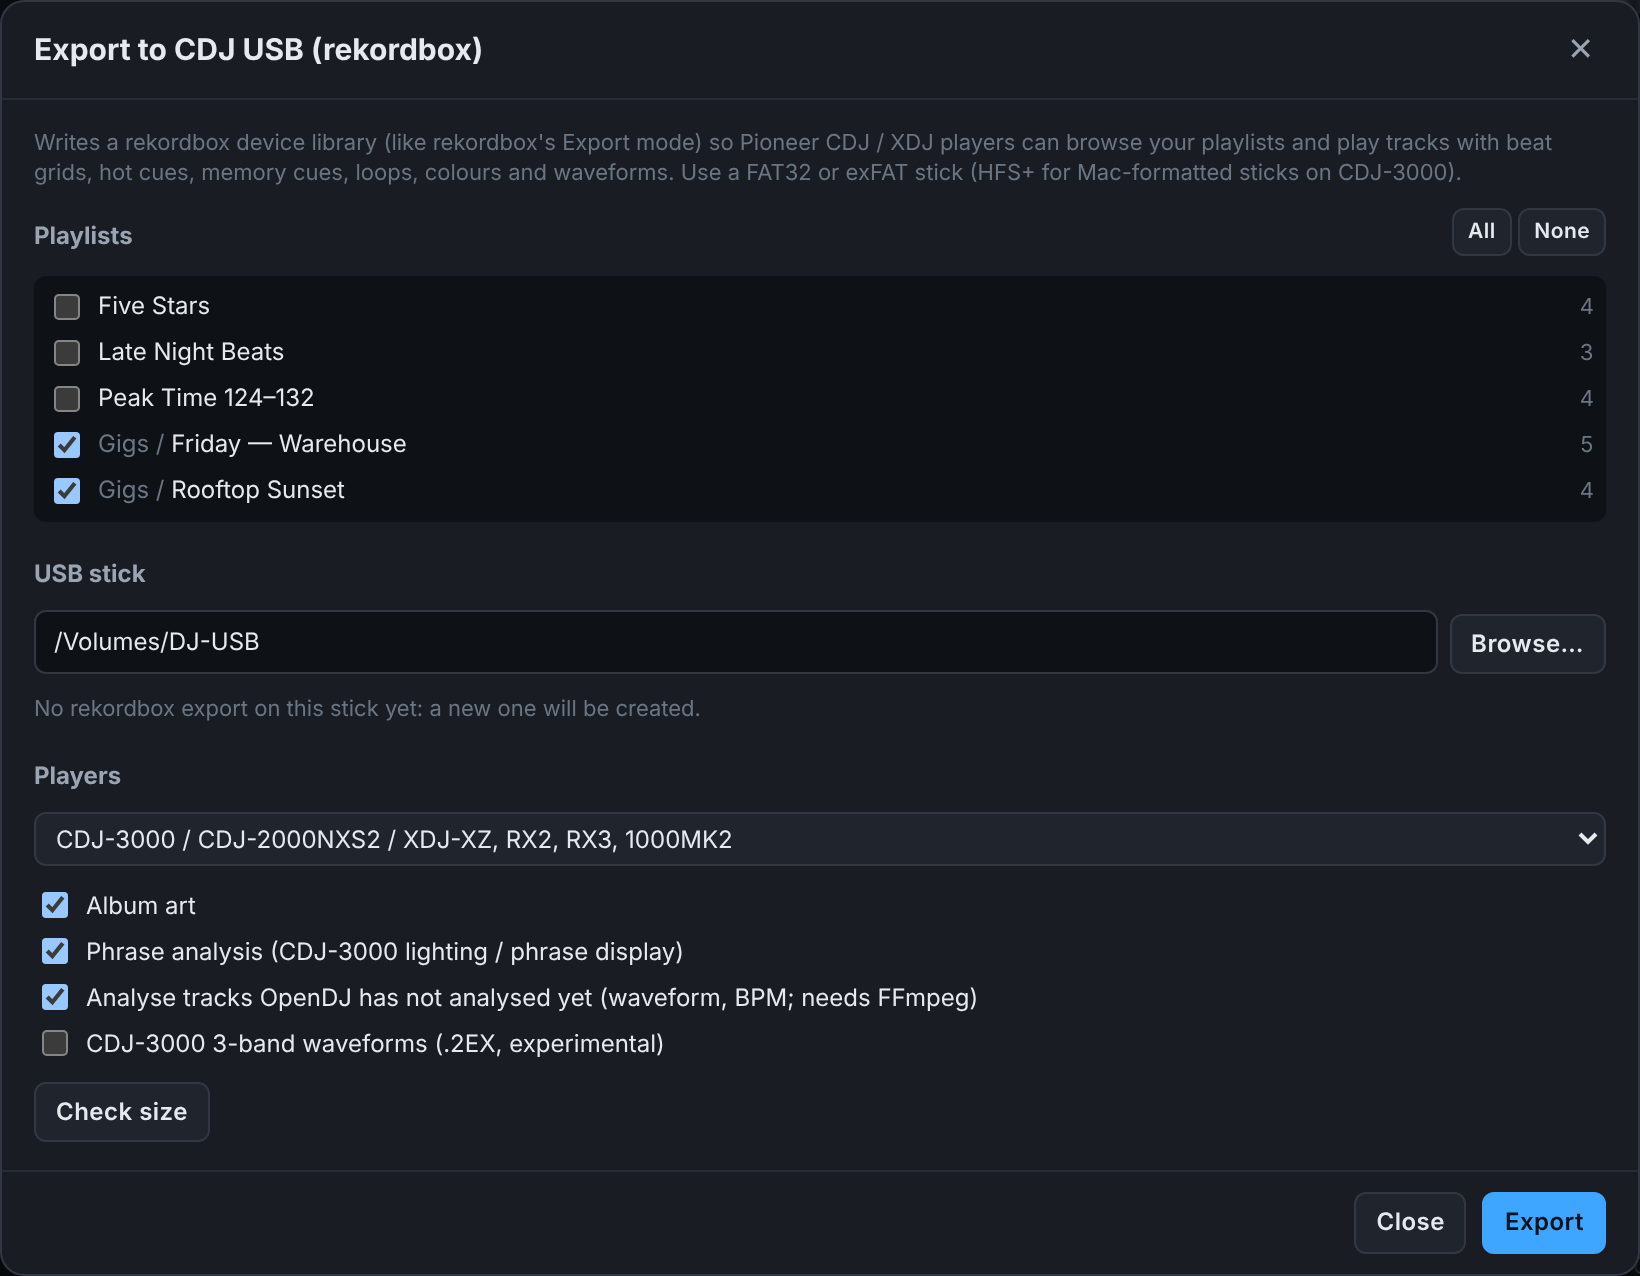 Export to CDJ USB (rekordbox)
Writes a rekordbox device library (like rekordbox's Export mode) so Pioneer CDJ / XDJ players can browse your playlists and play tracks with beat
grids, hot cues, memory cues, loops, colours and waveforms. Use a FAT32 or exFAT stick (HFS+ for Mac-formatted sticks on CDJ-3000).
Playlists All None
Five Stars 4
Late Night Beats 3
Peak Time 124–132 4
Gigs / Friday — Warehouse 5
Gigs / Rooftop Sunset 4
USB stick
/Volumes/DJ-USB Browse...
No rekordbox export on this stick yet: a new one will be created.
Players
CDJ-3000 / CDJ-2000NXS2 / XDJ-XZ, RX2, RX3, 1000MK2
Album art
Phrase analysis (CDJ-3000 lighting / phrase display)
Analyse tracks OpenDJ has not analysed yet (waveform, BPM; needs FFmpeg)
CDJ-3000 3-band waveforms (.2EX, experimental)
Check size
Close Export